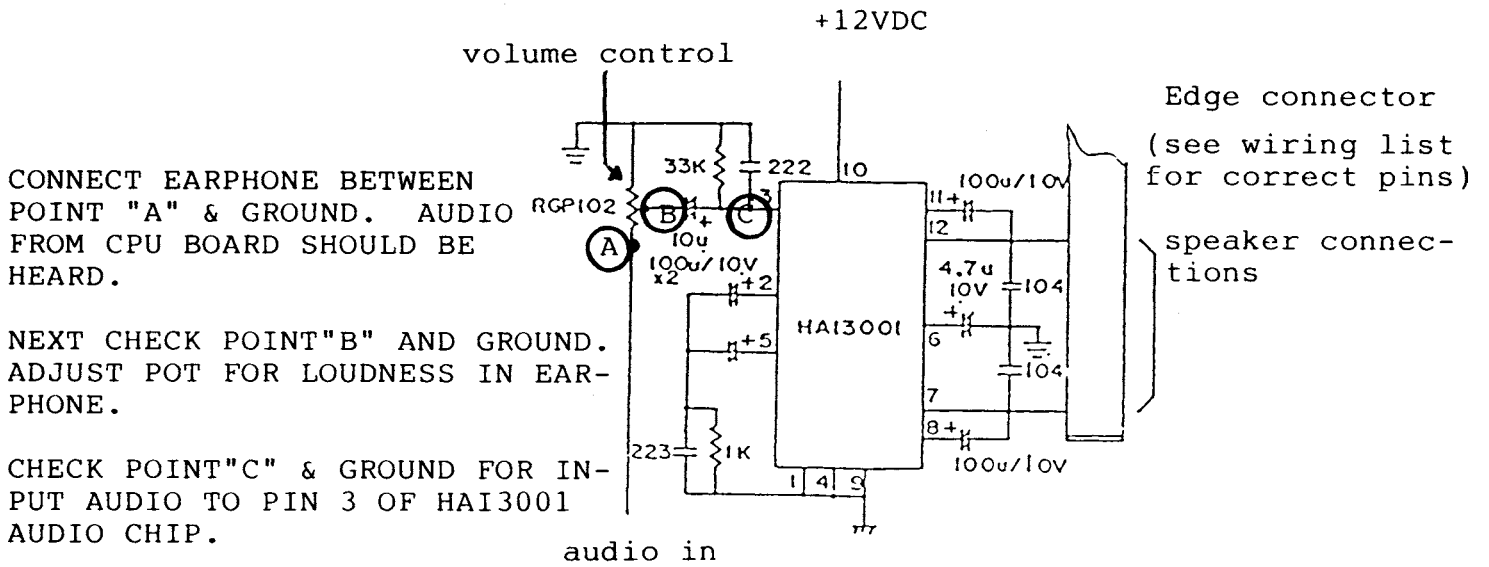 +12VDC
volume control
Edge connector
(see wiring list
for correct pins)
speaker connec-
tions
CONNECT EARPHONE BETWEEN
POINT "A" & GROUND. AUDIO
FROM CPU BOARD SHOULD BE
HEARD.
NEXT CHECK POINT"B" AND GROUND.
ADJUST POT FOR LOUDNESS IN EAR-
PHONE.
CHECK POINT"C" & GROUND FOR IN-
PUT AUDIO TO PIN 3 OF HAI3001
AUDIO CHIP.
33K
222
3
10
RGP102
B
+
C
10u
A
100u/10V
x2
+2
+5
223
1K
HA13001
1
4
9
11+
100u/10V
12
4.7u
10V
104
+
6
104
7
8+
100u/10V
audio in